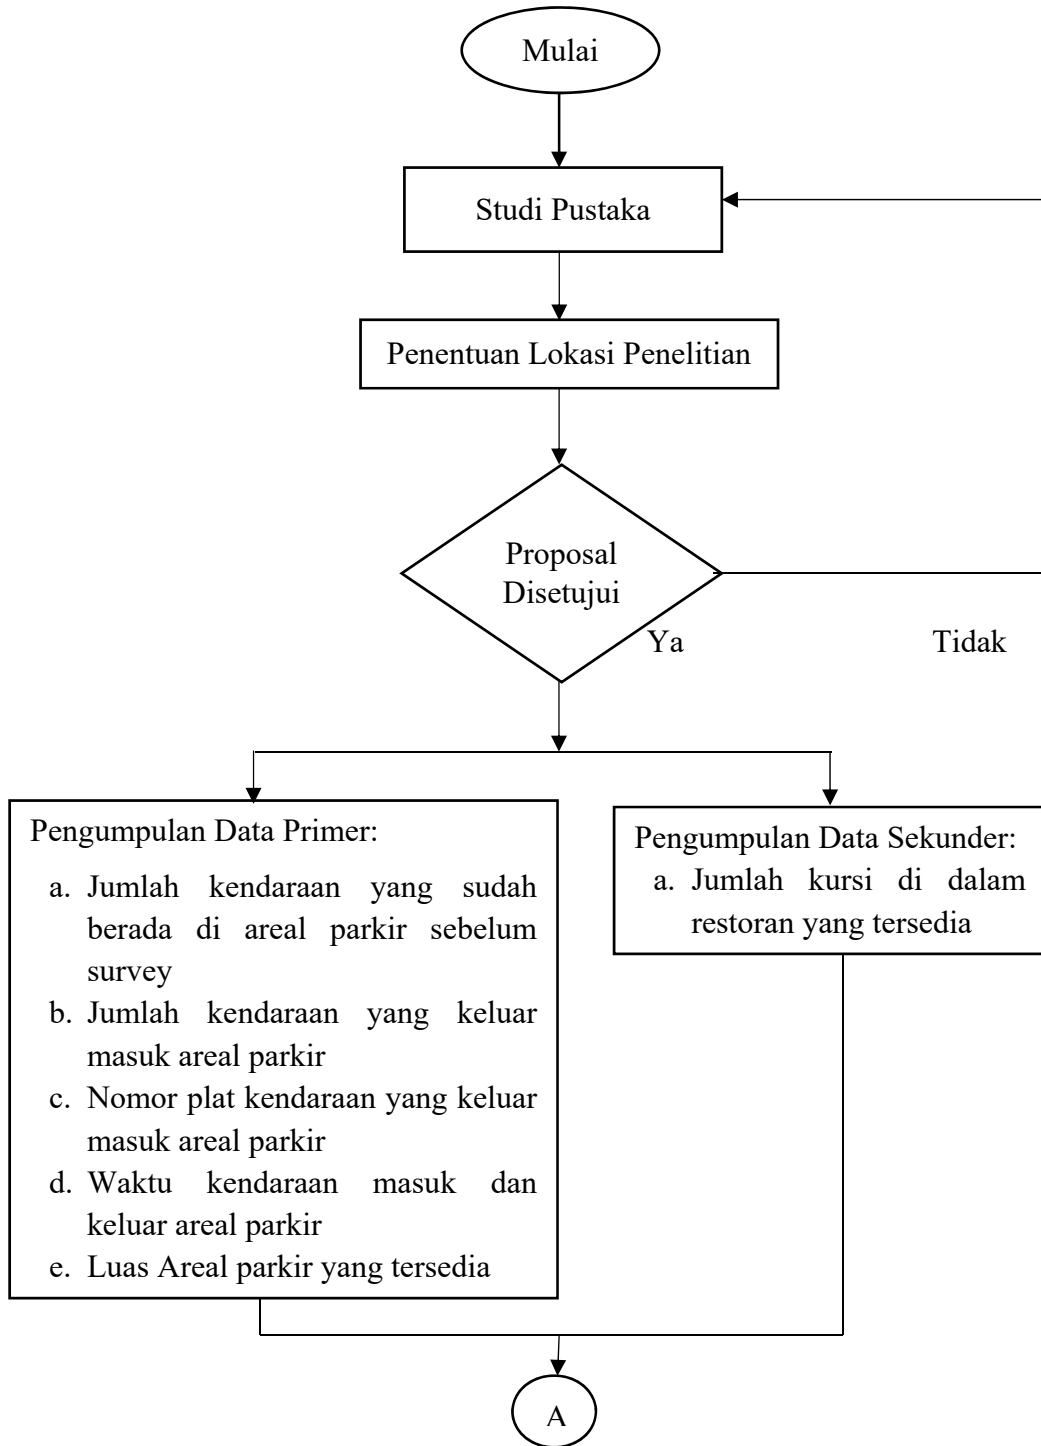 Mulai
Studi Pustaka
Penentuan Lokasi Penelitian
Proposal
Disetujui
Ya
Tidak
Pengumpulan Data Primer:
a. Jumlah kendaraan yang sudah
berada di areal parkir sebelum
survey
b. Jumlah kendaraan yang keluar
masuk areal parkir
c. Nomor plat kendaraan yang keluar
masuk areal parkir
d. Waktu kendaraan masuk dan
keluar areal parkir
e. Luas Areal parkir yang tersedia
Pengumpulan Data Sekunder:
a. Jumlah kursi di dalam
restoran yang tersedia
A